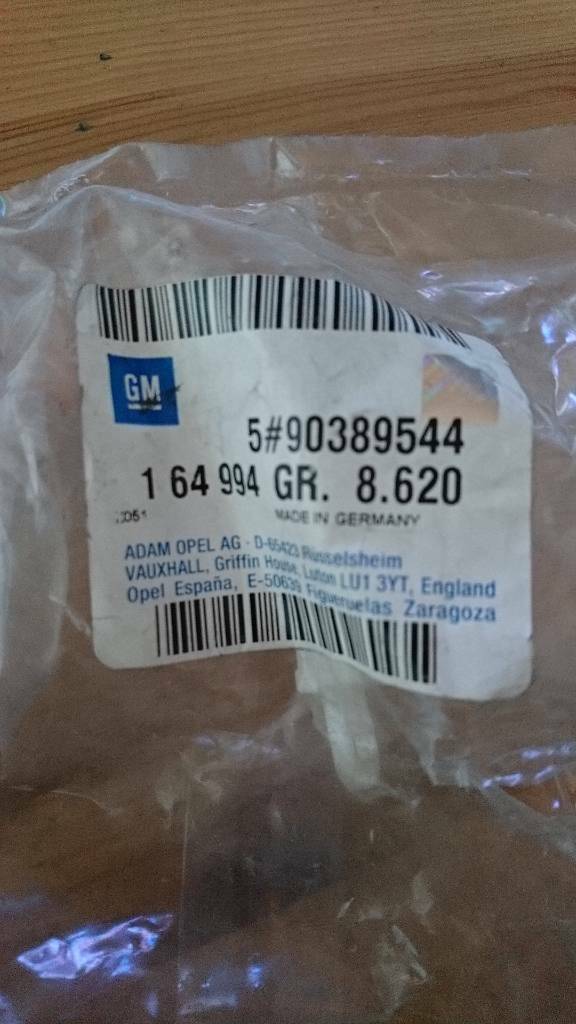 GM
5#90389544
1 64 994 GR. 8.620
MADE IN GERMANY
ADAM OPEL AG · D-65423 Rüsselsheim
VAUXHALL, Griffin House, Luton LU1 3YT, England
Opel España, E-50639 Figueruelas Zaragoza